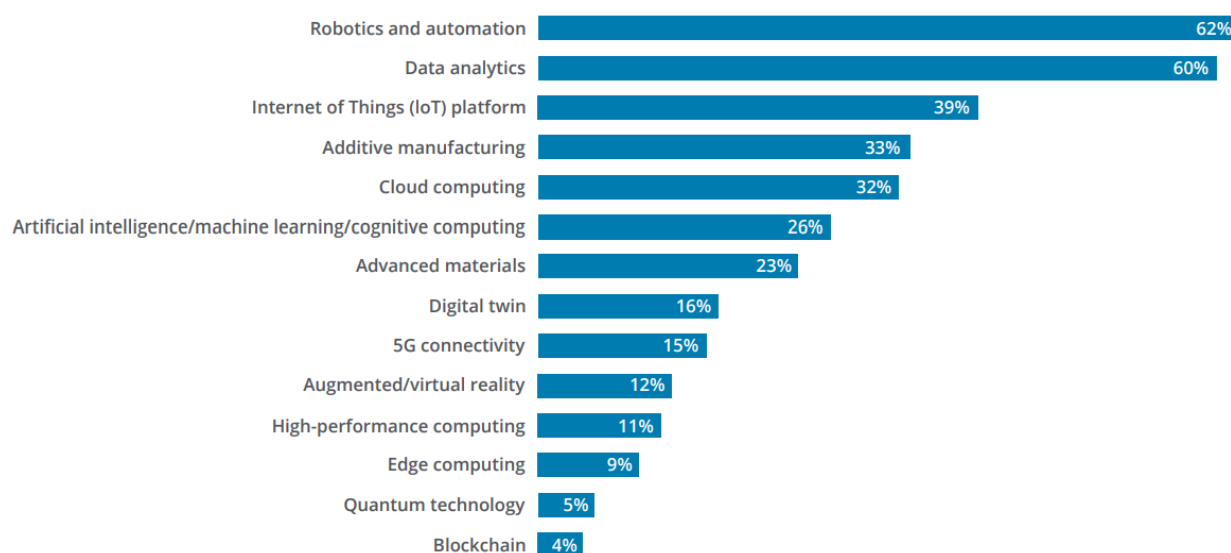 Robotics and automation 62%
Data analytics 60%
Internet of Things (IoT) platform 39%
Additive manufacturing 33%
Cloud computing 32%
Artificial intelligence/machine learning/cognitive computing 26%
Advanced materials 23%
Digital twin 16%
5G connectivity 15%
Augmented/virtual reality 12%
High-performance computing 11%
Edge computing 9%
Quantum technology 5%
Blockchain 4%